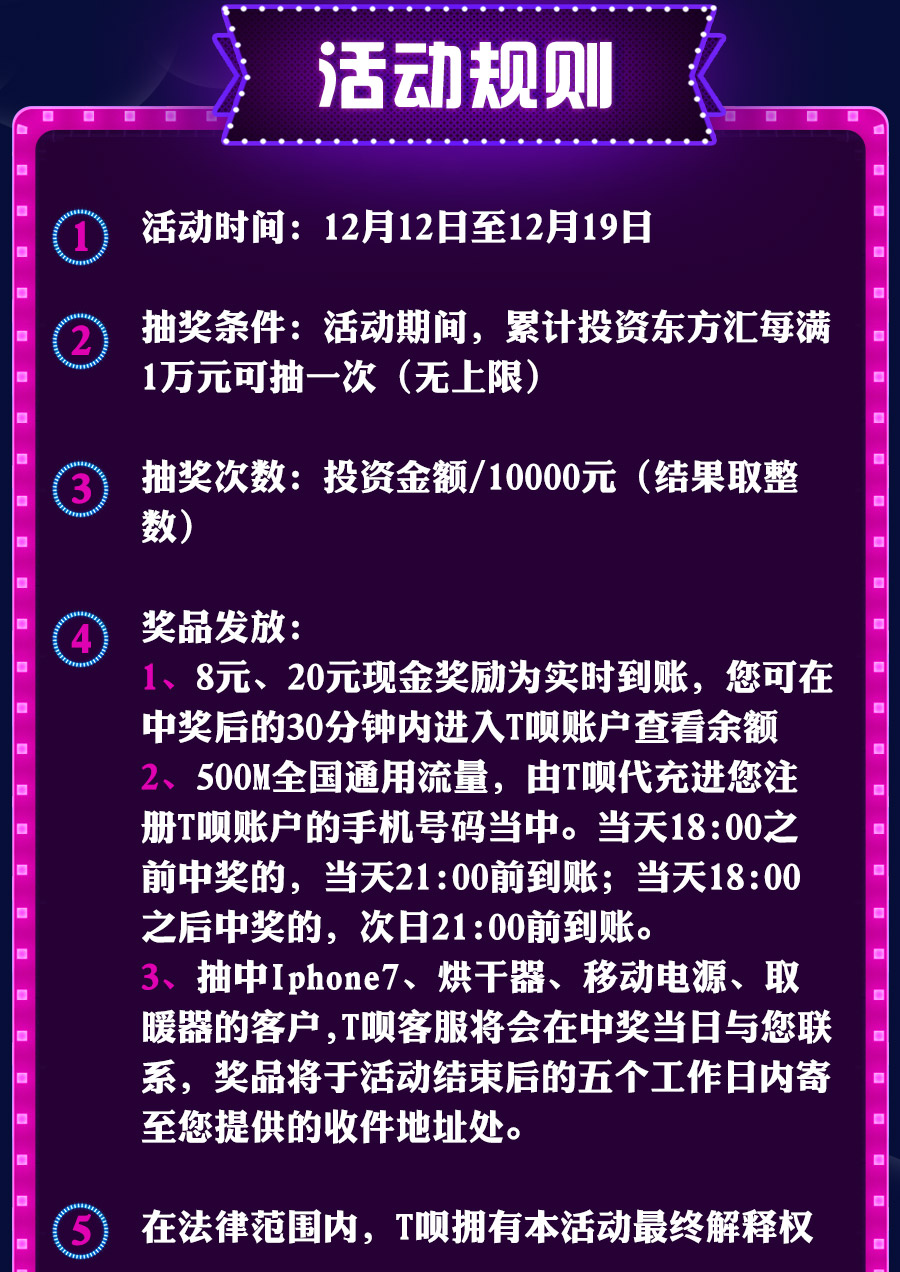 活动规则
1 活动时间：12月12日至12月19日
2 抽奖条件：活动期间，累计投资东方汇每满
1万元可抽一次（无上限）
3 抽奖次数：投资金额/10000元（结果取整
数）
4 奖品发放：
1、8元、20元现金奖励为实时到账，您可在
中奖后的30分钟内进入T呗账户查看余额
2、500M全国通用流量，由T呗代充进您注
册T呗账户的手机号码当中。当天18:00之
前中奖的，当天21:00前到账；当天18:00
之后中奖的，次日21:00前到账。
3、抽中Iphone7、烘干器、移动电源、取
暖器的客户,T呗客服将会在中奖当日与您联
系，奖品将于活动结束后的五个工作日内寄
至您提供的收件地址处。
5 在法律范围内，T呗拥有本活动最终解释权